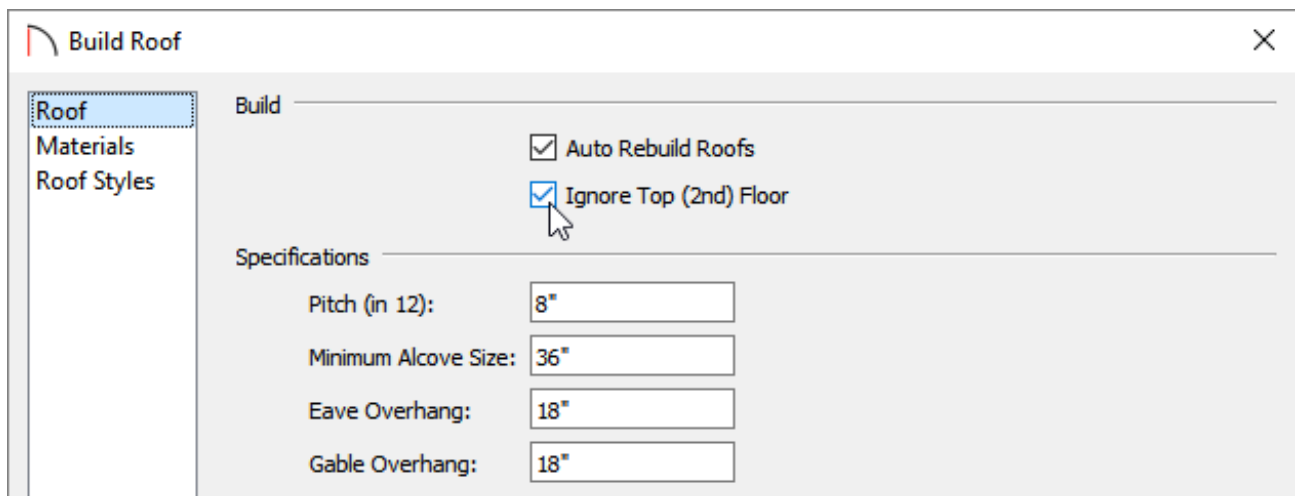 Build Roof
Roof
Materials
Roof Styles
Build
Auto Rebuild Roofs
Ignore Top (2nd) Floor
Specifications
Pitch (in 12): 8"
Minimum Alcove Size: 36"
Eave Overhang: 18"
Gable Overhang: 18"